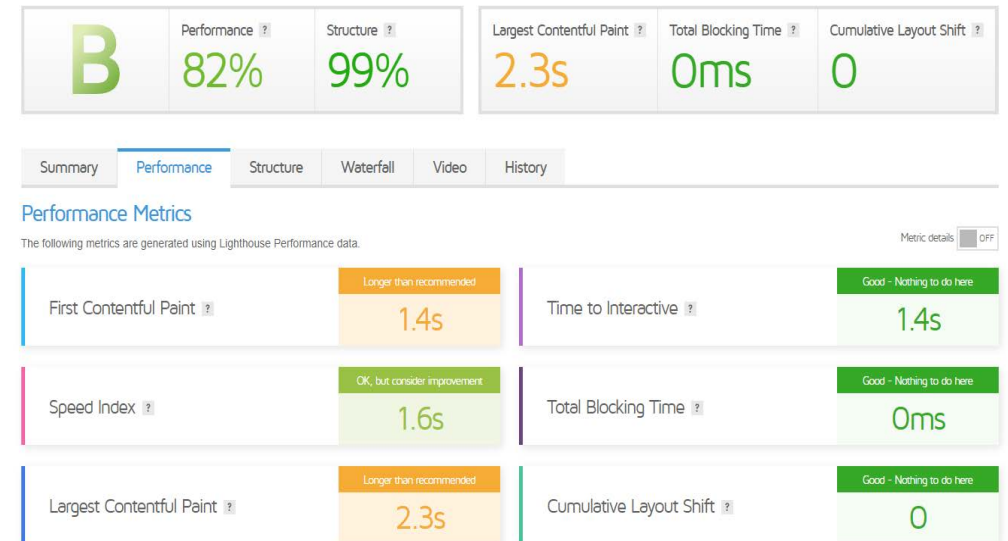 B
Performance ?
82%
Structure ?
99%
Largest Contentful Paint ?
2.3s
Total Blocking Time ?
0ms
Cumulative Layout Shift ?
0
Summary Performance Structure Waterfall Video History
Performance Metrics
The following metrics are generated using Lighthouse Performance data.
Metric details OFF
First Contentful Paint ?
Longer than recommended
1.4s
Time to Interactive ?
Good - Nothing to do here
1.4s
Speed Index ?
OK, but consider improvement
1.6s
Total Blocking Time ?
Good - Nothing to do here
0ms
Largest Contentful Paint ?
Longer than recommended
2.3s
Cumulative Layout Shift ?
Good - Nothing to do here
0